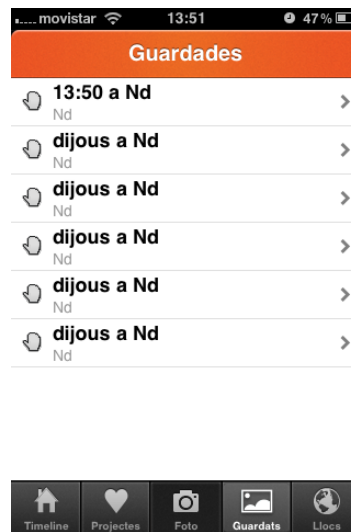 movistar 13:51 47%
Guardades
13:50 a Nd
Nd
dijous a Nd
Nd
dijous a Nd
Nd
dijous a Nd
Nd
dijous a Nd
Nd
dijous a Nd
Nd
Timeline Projectes Foto Guardats Llocs